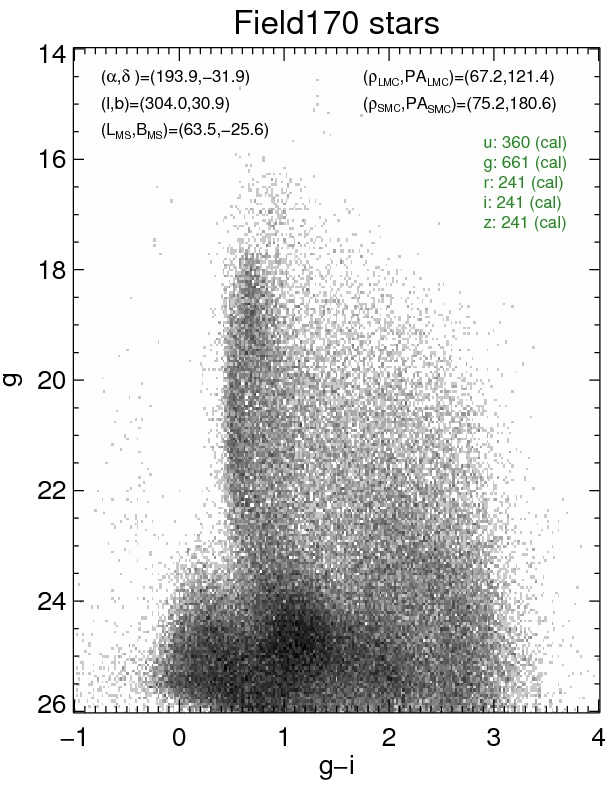 Field170 stars
(α,δ )=(193.9,−31.9)
(ρLMC,PALMC)=(67.2,121.4)
(l,b)=(304.0,30.9)
(ρSMC,PASMC)=(75.2,180.6)
(LMS,BMS)=(63.5,−25.6)
u: 360 (cal)
g: 661 (cal)
r: 241 (cal)
i: 241 (cal)
z: 241 (cal)
14
16
18
20
22
24
26
g
−1 0 1 2 3 4
g−i